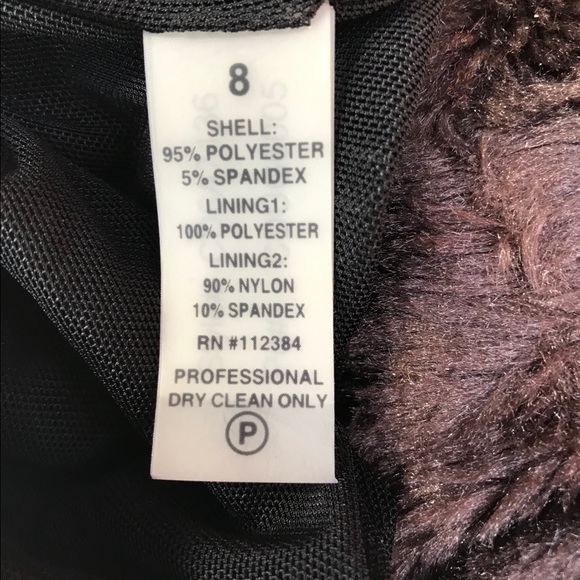 8
SHELL:
95% POLYESTER
5% SPANDEX
LINING1:
100% POLYESTER
LINING2:
90% NYLON
10% SPANDEX
RN #112384
PROFESSIONAL
DRY CLEAN ONLY
P